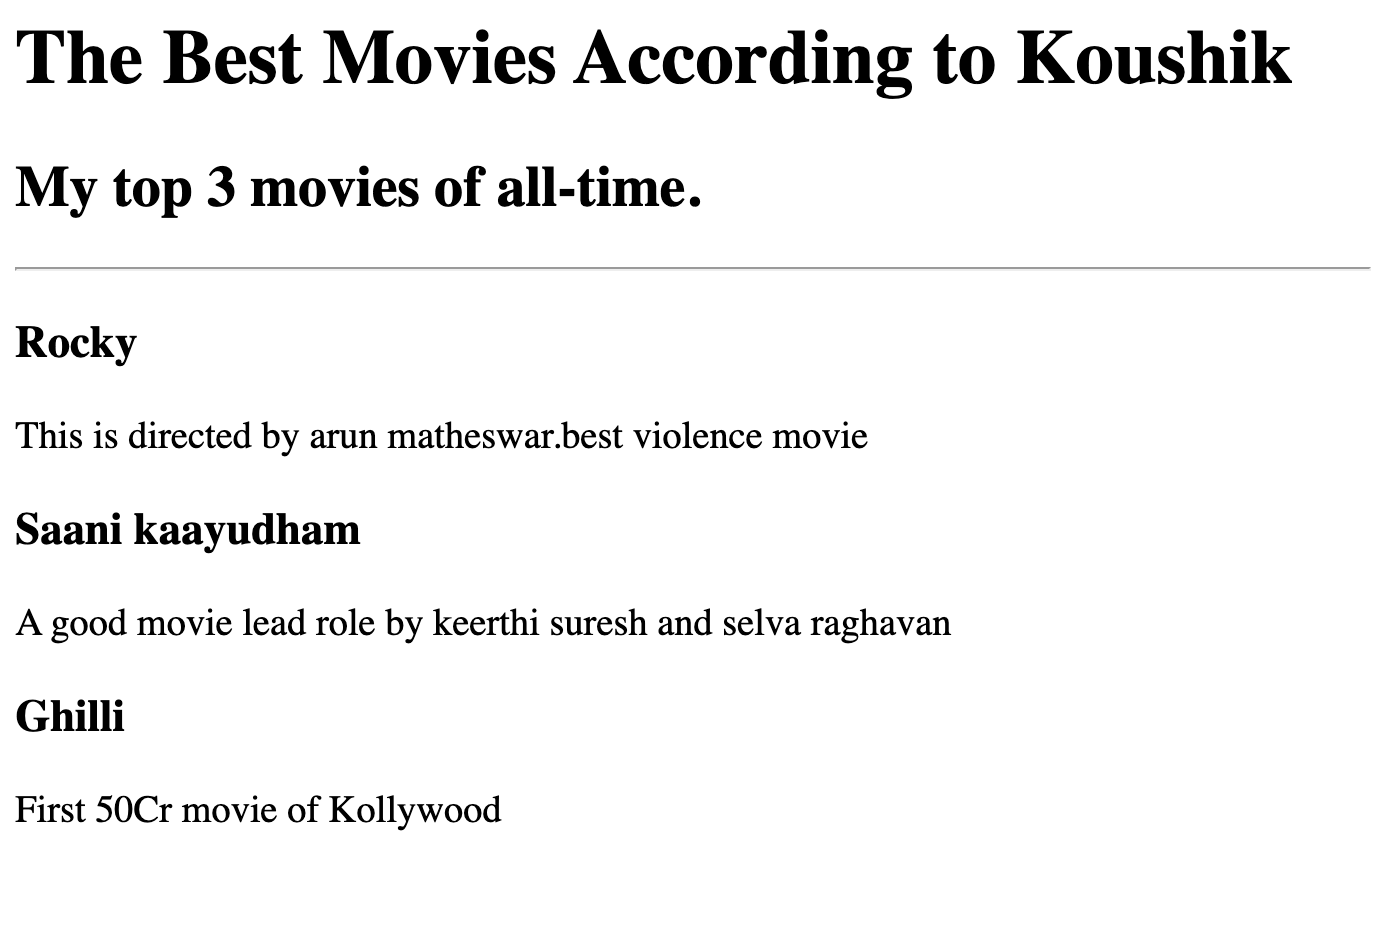 The Best Movies According to Koushik
My top 3 movies of all-time.
Rocky
This is directed by arun matheswar.best violence movie
Saani kaayudham
A good movie lead role by keerthi suresh and selva raghavan
Ghilli
First 50Cr movie of Kollywood